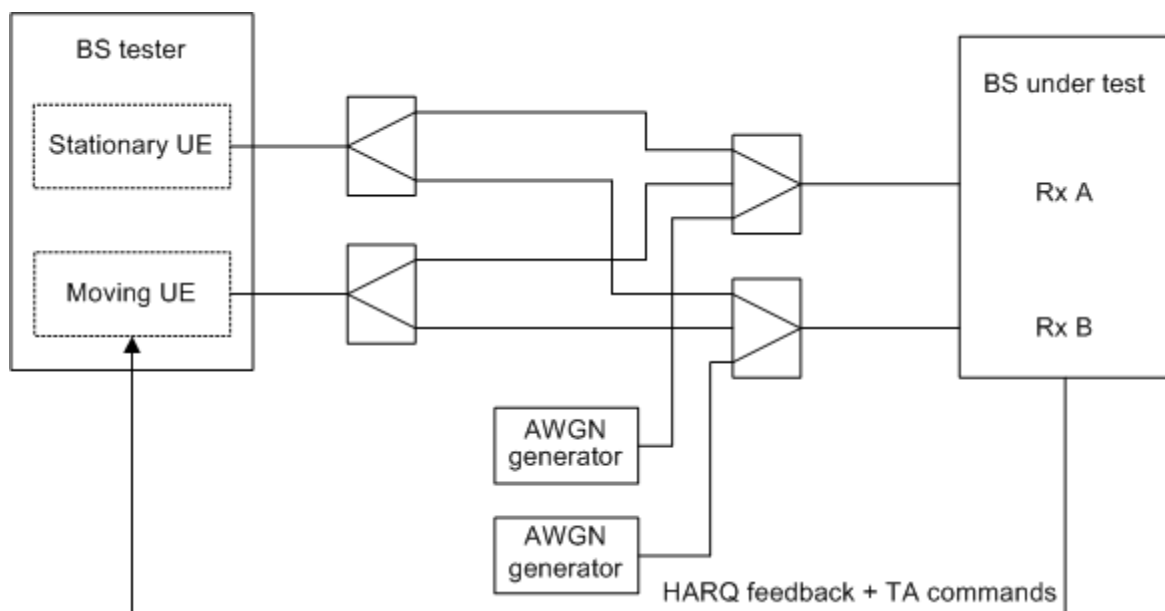 BS tester
Stationary UE
Moving UE
BS under test
Rx A
Rx B
AWGN
generator
AWGN
generator
HARQ feedback + TA commands